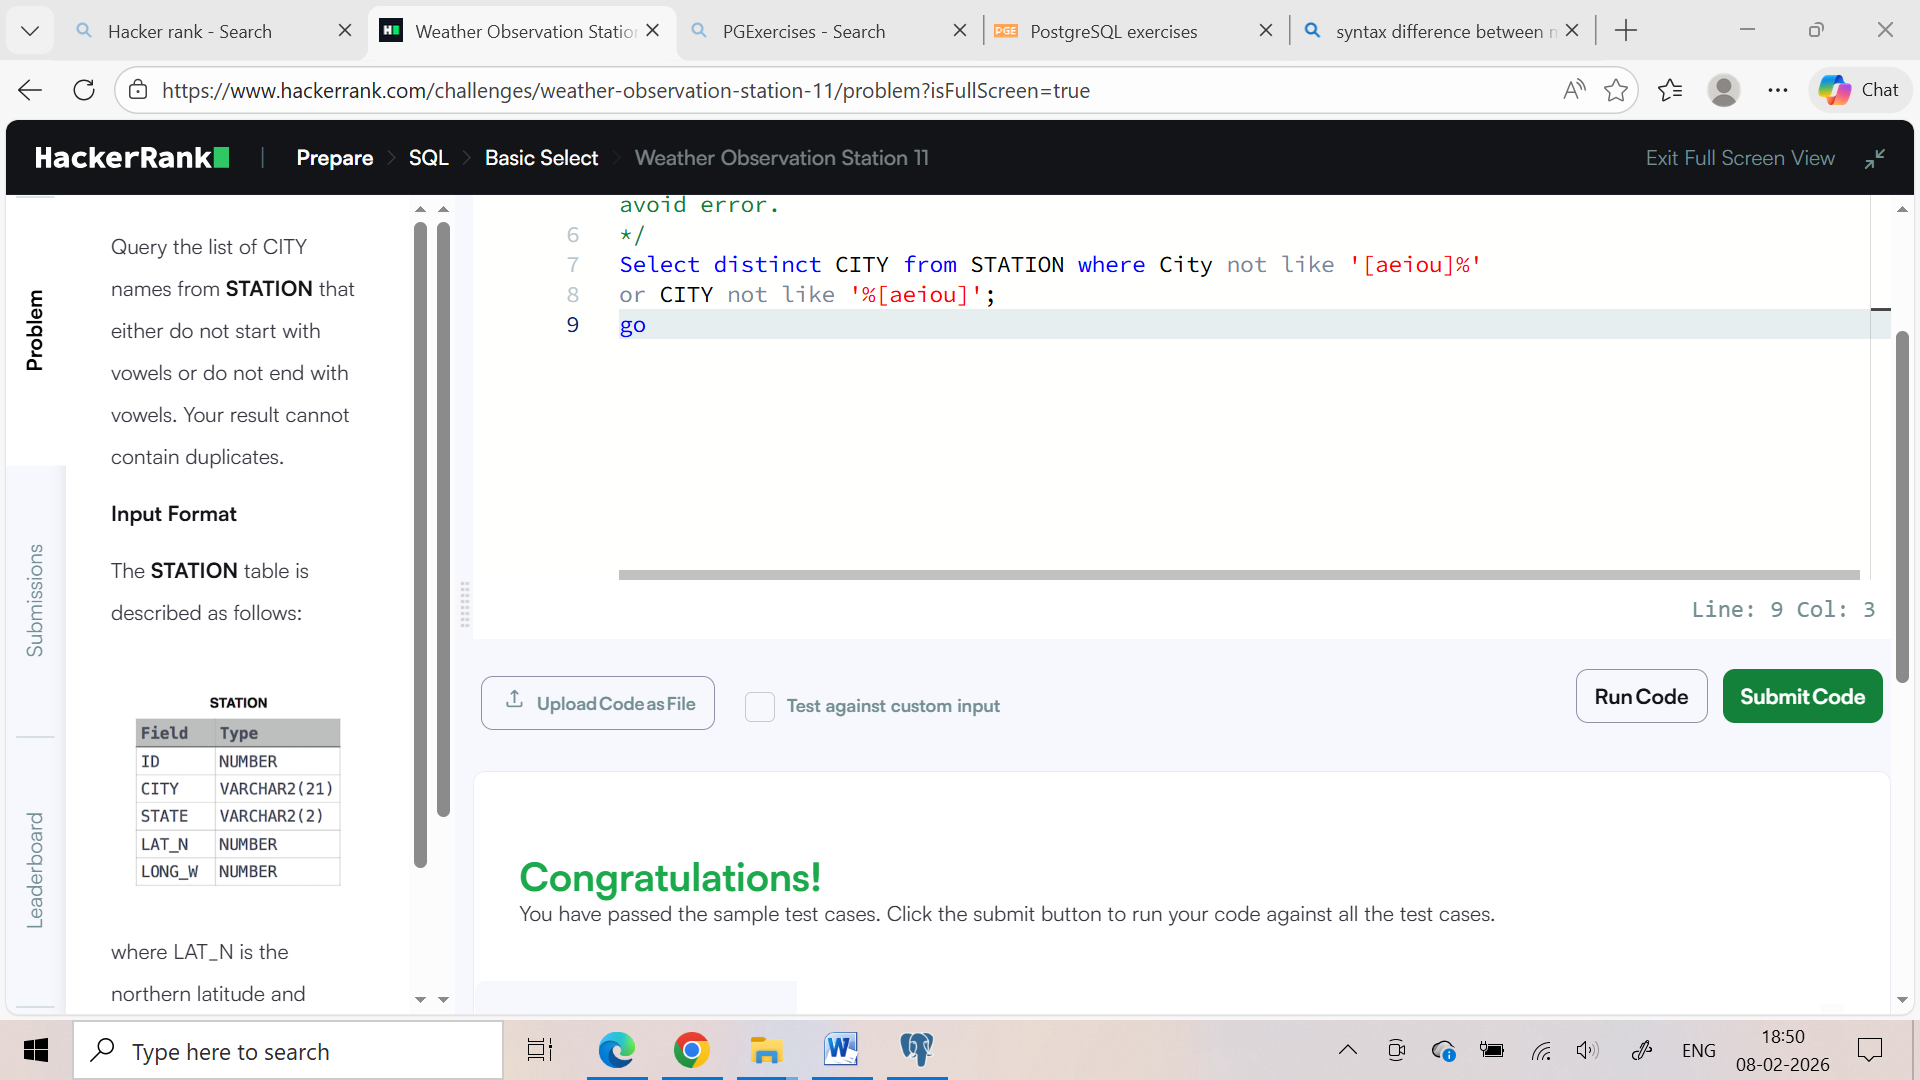 Hacker rank - Search
Weather Observation Station
PGExercises - Search
PostgreSQL exercises
syntax difference between m
https://www.hackerrank.com/challenges/weather-observation-station-11/problem?isFullScreen=true
Chat
HackerRank
Prepare
SQL
Basic Select
Weather Observation Station 11
Exit Full Screen View
Problem
Submissions
Leaderboard
Query the list of CITY
names from STATION that
either do not start with
vowels or do not end with
vowels. Your result cannot
contain duplicates.
Input Format
The STATION table is
described as follows:
STATION
Field Type
ID NUMBER
CITY VARCHAR2(21)
STATE VARCHAR2(2)
LAT_N NUMBER
LONG_W NUMBER
where LAT_N is the
northern latitude and
avoid error.
6 */
7 Select distinct CITY from STATION where City not like '[aeiou]%'
8 or CITY not like '%[aeiou]';
9 go
Line: 9 Col: 3
Upload Code as File
Test against custom input
Run Code
Submit Code
Congratulations!
You have passed the sample test cases. Click the submit button to run your code against all the test cases.
Type here to search
ENG
18:50
08-02-2026